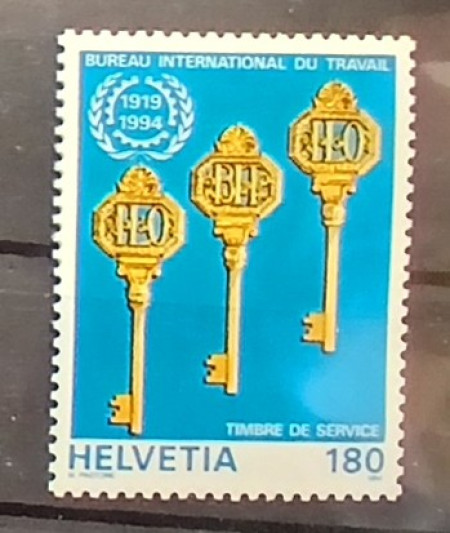 BUREAU INTERNATIONAL DU TRAVAIL
1919
1994
TIMBRE DE SERVICE
HELVETIA 180